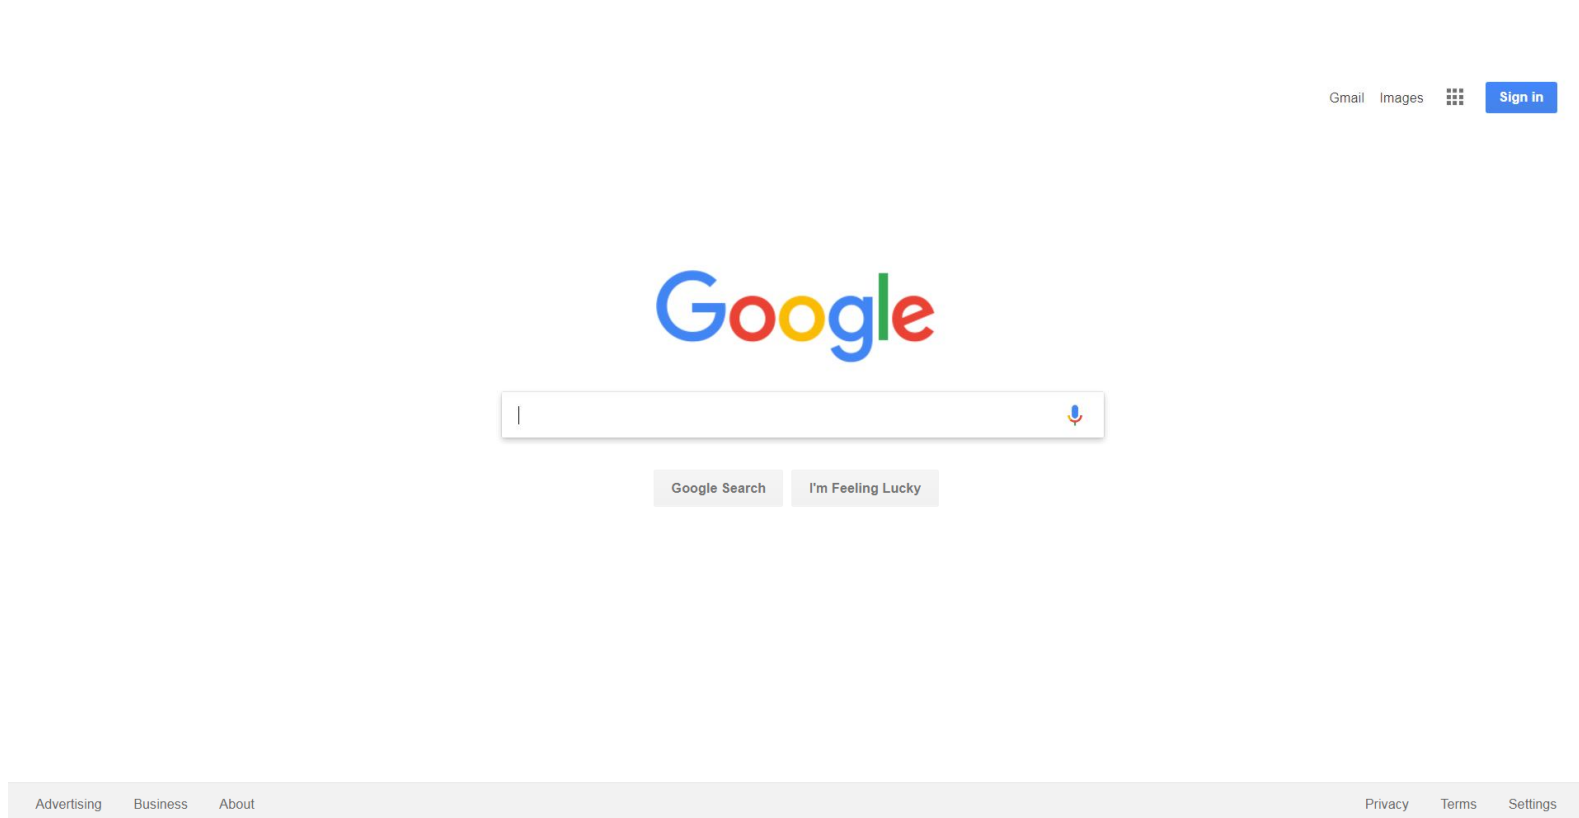 Gmail Images Sign in
Google
Google Search I'm Feeling Lucky
Advertising Business About Privacy Terms Settings